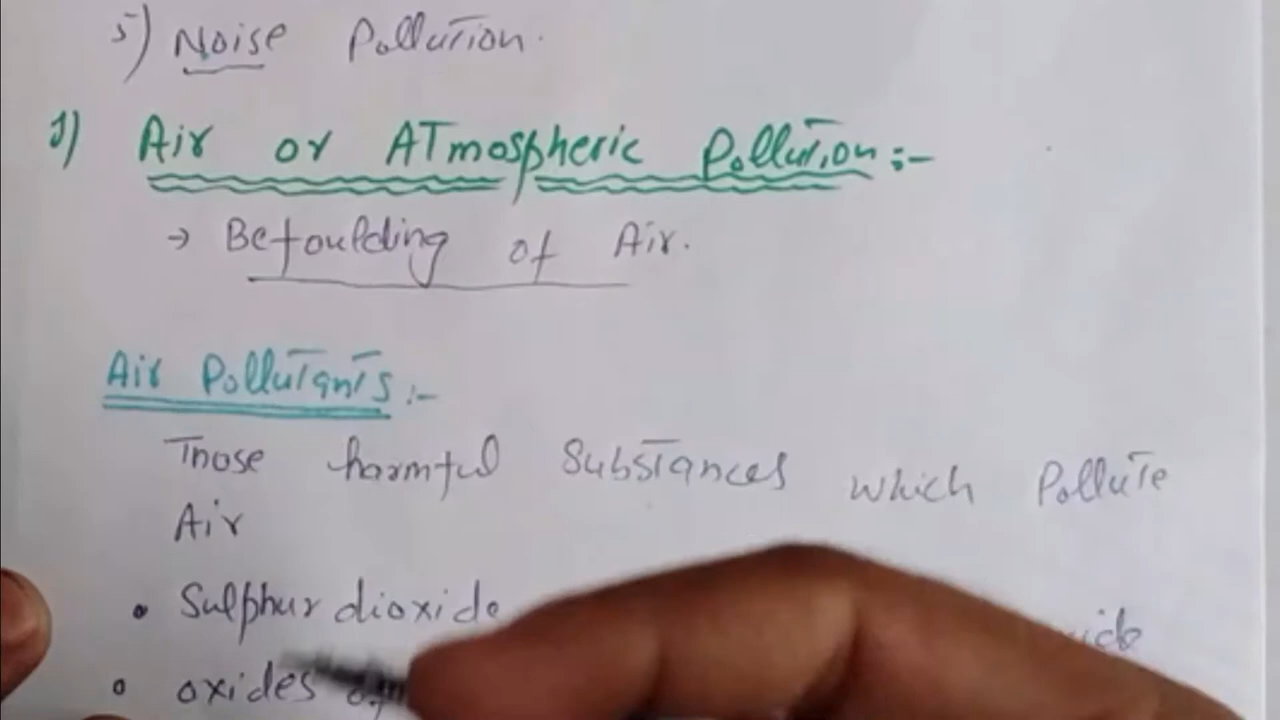 5) Noise Pollution.
1) Air or ATmospheric Pollution :-
→ Befoulding of Air.
Air Pollutants :-
Those harmful Substances which Pollute
Air
• Sulphur dioxide
• oxides of